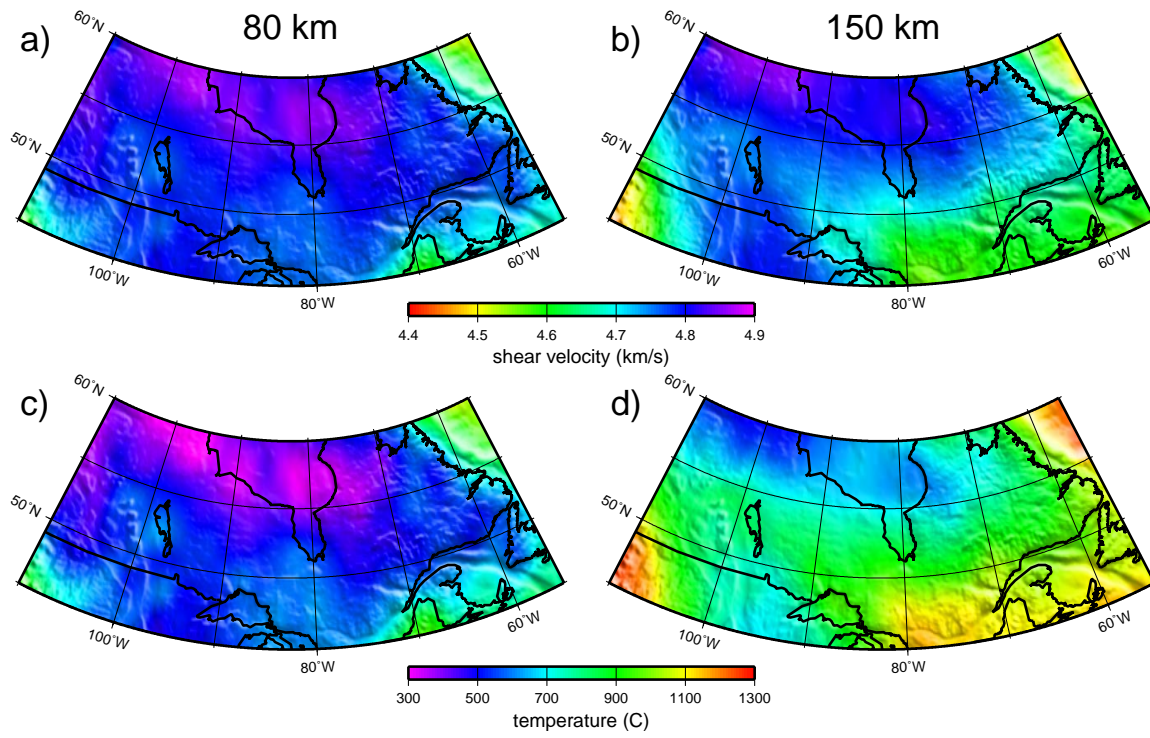 80 km
150 km
a)
60°N
50°N
100°W
80°W
60°W
b)
60°N
50°N
100°W
80°W
60°W
4.4 4.5 4.6 4.7 4.8 4.9
shear velocity (km/s)
c)
60°N
50°N
100°W
80°W
60°W
d)
60°N
50°N
100°W
80°W
60°W
300 500 700 900 1100 1300
temperature (C)